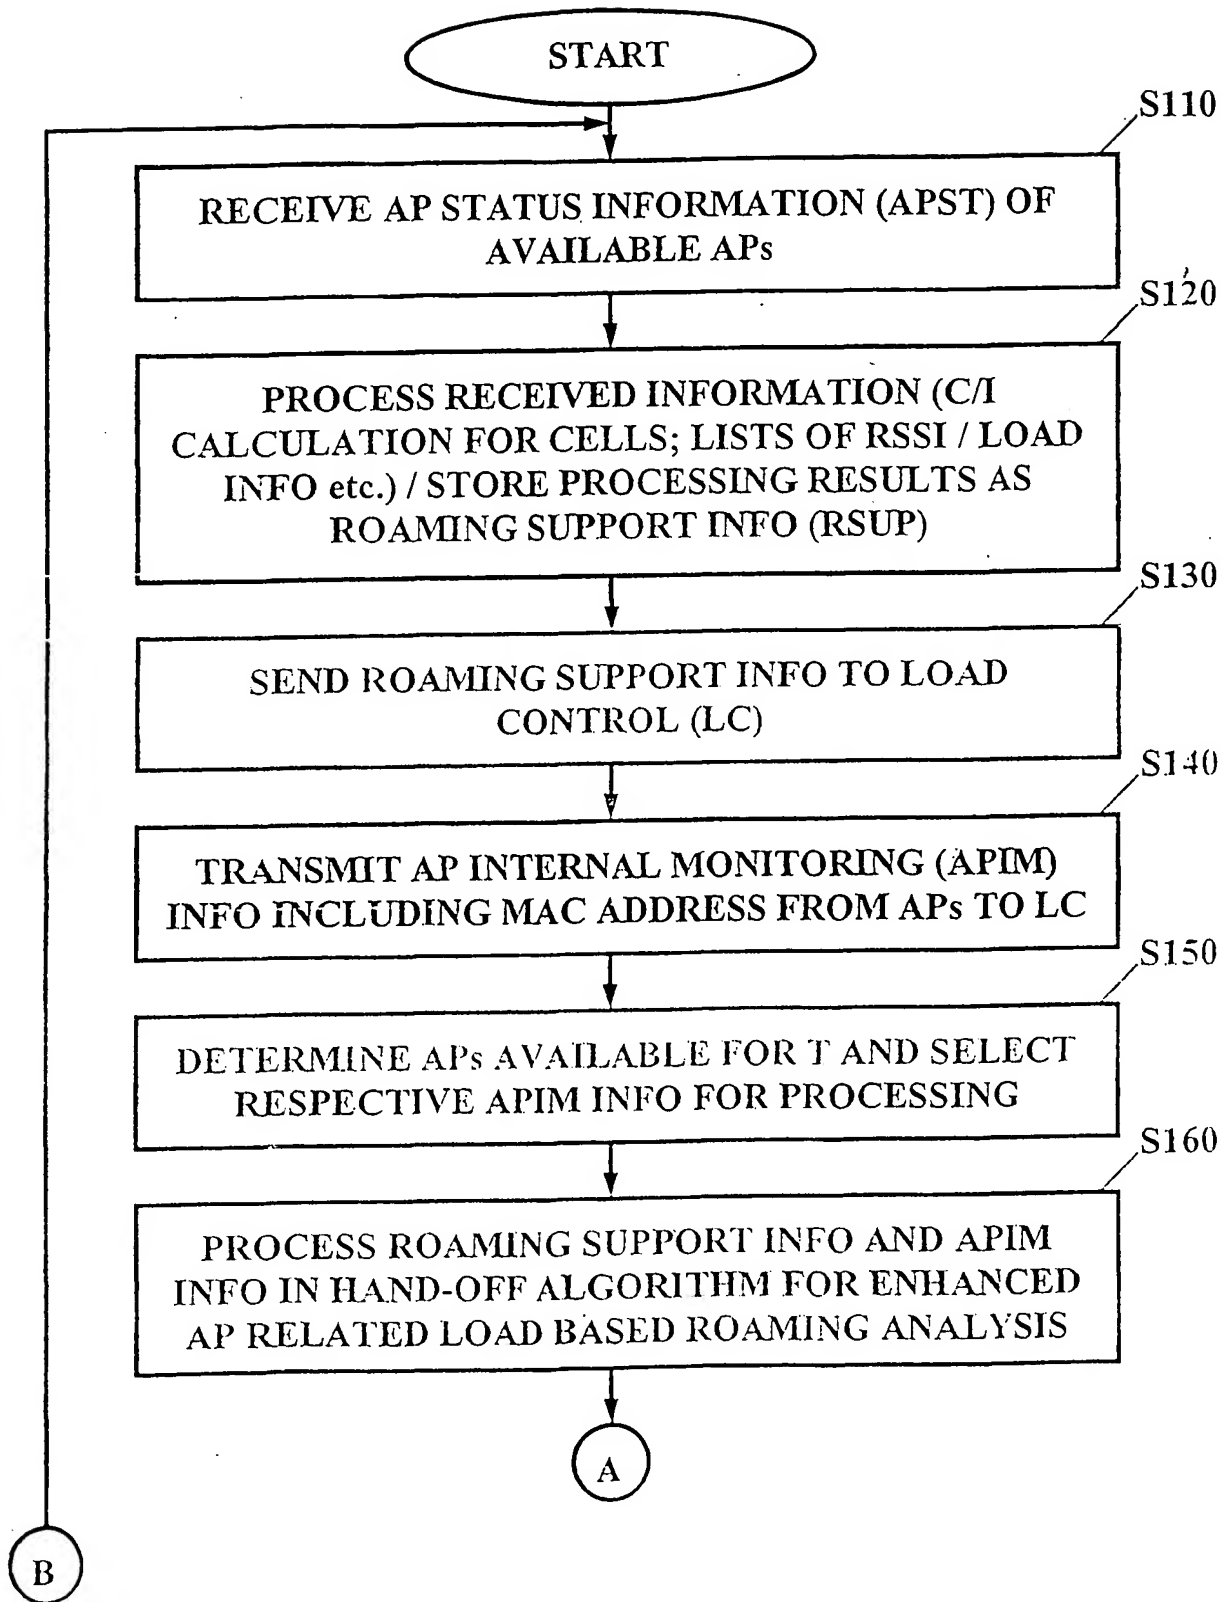 START
S110
RECEIVE AP STATUS INFORMATION (APST) OF
AVAILABLE APs
S120
PROCESS RECEIVED INFORMATION (C/I
CALCULATION FOR CELLS; LISTS OF RSSI / LOAD
INFO etc.) / STORE PROCESSING RESULTS AS
ROAMING SUPPORT INFO (RSUP)
S130
SEND ROAMING SUPPORT INFO TO LOAD
CONTROL (LC)
S140
TRANSMIT AP INTERNAL MONITORING (APIM)
INFO INCLUDING MAC ADDRESS FROM APs TO LC
S150
DETERMINE APs AVAILABLE FOR T AND SELECT
RESPECTIVE APIM INFO FOR PROCESSING
S160
PROCESS ROAMING SUPPORT INFO AND APIM
INFO IN HAND-OFF ALGORITHM FOR ENHANCED
AP RELATED LOAD BASED ROAMING ANALYSIS
A
B